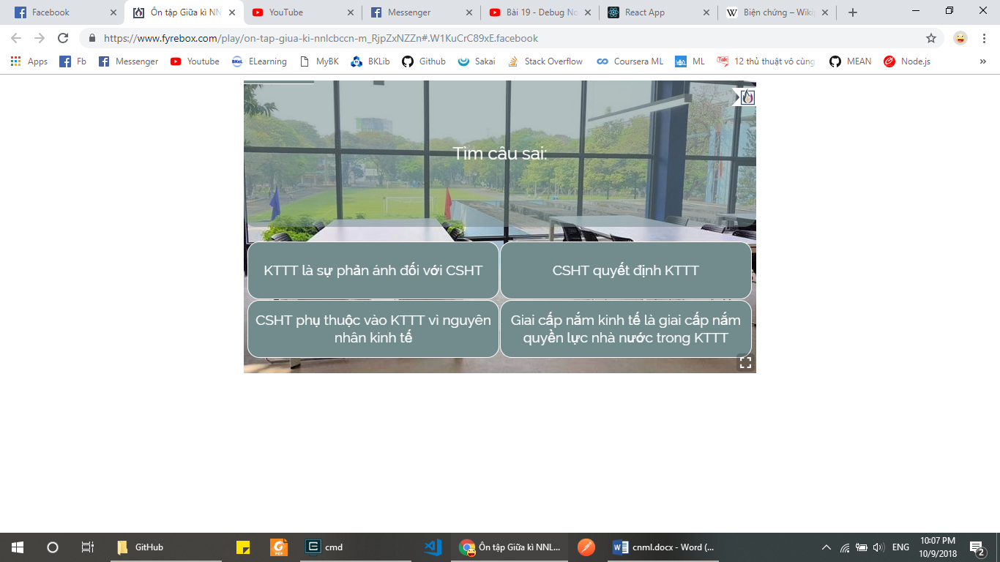 Facebook
Ôn tập Giữa kì NN
YouTube
Messenger
Bài 19 - Debug No
React App
Biện chứng – Wiki
https://www.fyrebox.com/play/on-tap-giua-ki-nnlcbccn-m_RjpZxNZZn#.W1KuCrC89xE.facebook
Apps
Fb
Messenger
Youtube
ELearning
MyBK
BKLib
Github
Sakai
Stack Overflow
Coursera ML
ML
12 thủ thuật vô cùng
MEAN
Node.js
Tìm câu sai:
KTTT là sự phản ánh đối với CSHT
CSHT quyết định KTTT
CSHT phụ thuộc vào KTTT vì nguyên
nhân kinh tế
Giai cấp nắm kinh tế là giai cấp nắm
quyền lực nhà nước trong KTTT
GitHub
cmd
Ôn tập Giữa kì NNL...
cnml.docx - Word (...
ENG
10:07 PM
10/9/2018
2